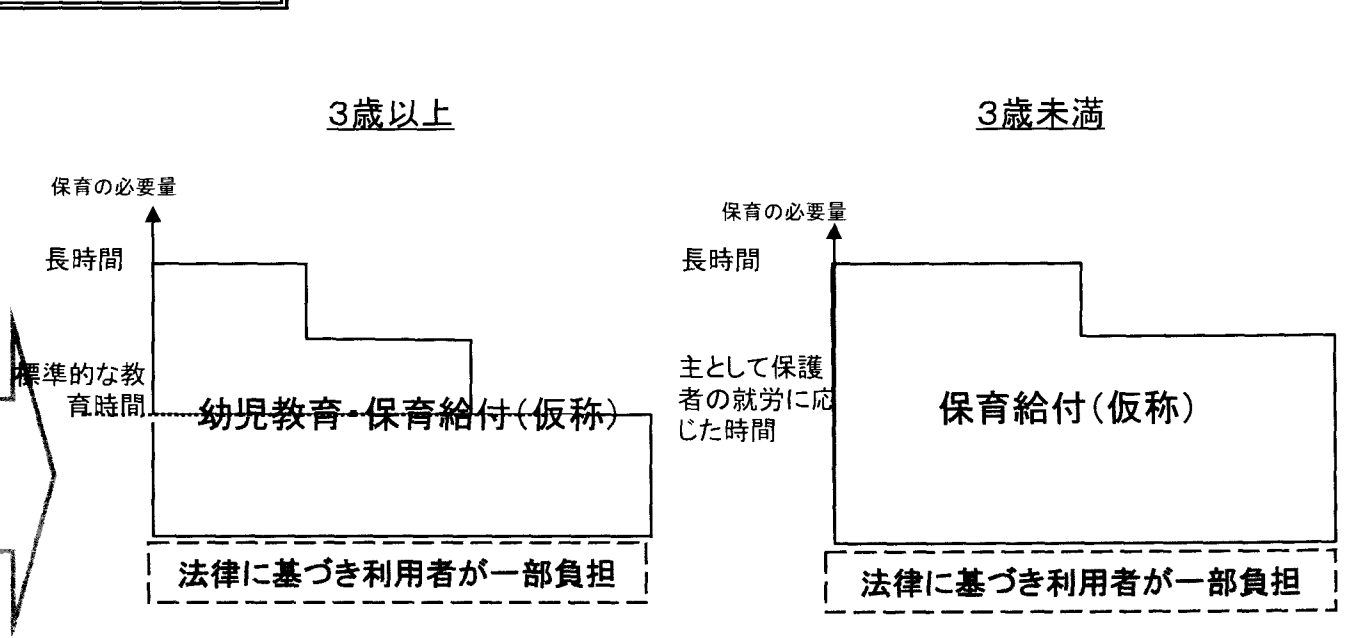 3歳以上
保育の必要量
長時間
標準的な教
育時間
幼児教育・保育給付(仮称)
法律に基づき利用者が一部負担
3歳未満
保育の必要量
長時間
主として保護
者の就労に応
じた時間
保育給付(仮称)
法律に基づき利用者が一部負担